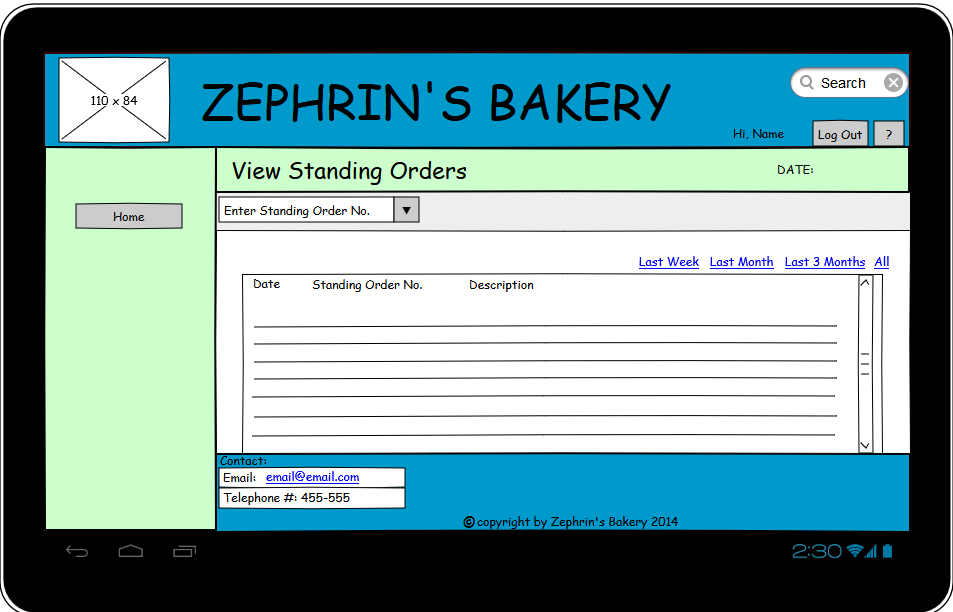 110 x 84
ZEPHRIN'S BAKERY
Search
Hi, Name
Log Out
?
View Standing Orders
DATE:
Home
Enter Standing Order No.
Last Week Last Month Last 3 Months All
Date Standing Order No. Description
Contact:
Email: email@email.com
Telephone #: 455-555
© copyright by Zephrin's Bakery 2014
2:30